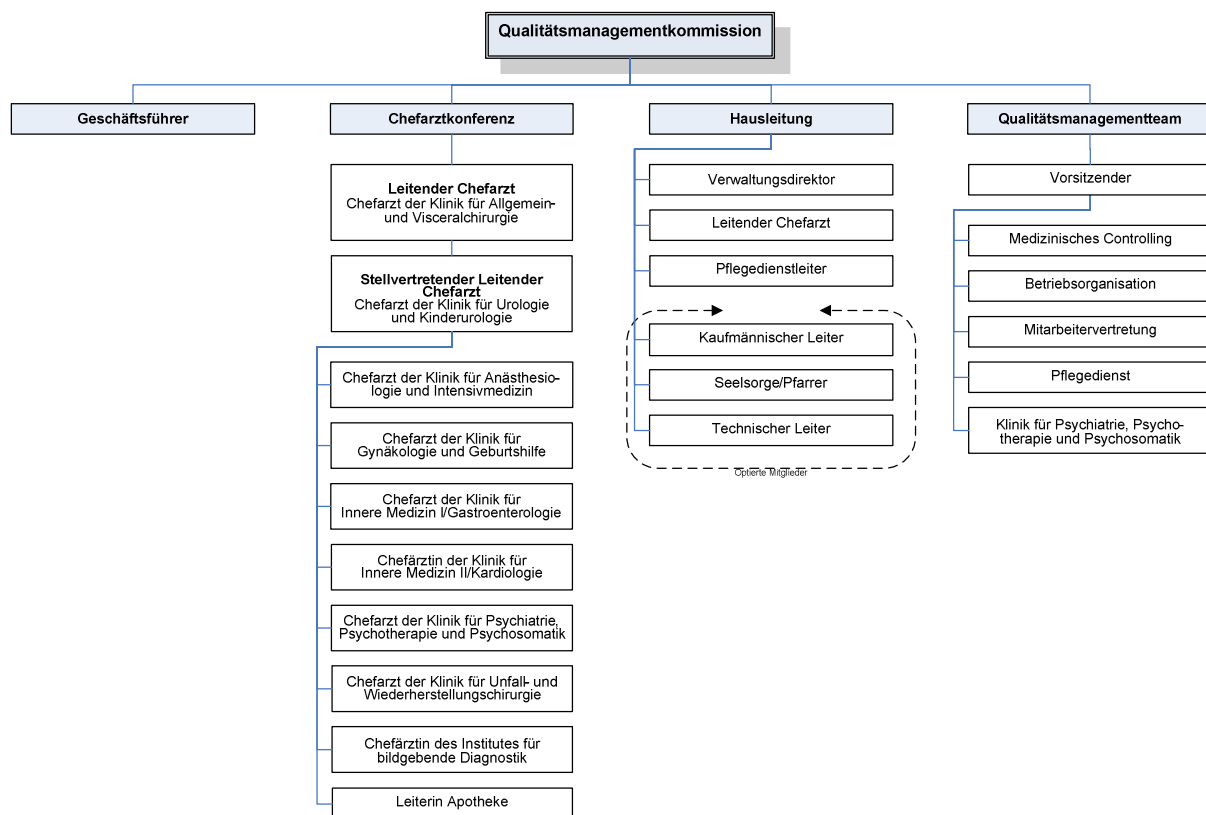 Qualitätsmanagementkommission
Geschäftsführer
Chefarztkonferenz
Leitender Chefarzt
Chefarzt der Klinik für Allgemein-
und Visceralchirurgie
Stellvertretender Leitender
Chefarzt
Chefarzt der Klinik für Urologie
und Kinderurologie
Chefarzt der Klinik für Anästhesio-
logie und Intensivmedizin
Chefarzt der Klinik für
Gynäkologie und Geburtshilfe
Chefarzt der Klinik für
Innere Medizin I/Gastroenterologie
Chefärztin der Klinik für
Innere Medizin II/Kardiologie
Chefarzt der Klinik für Psychiatrie,
Psychotherapie und Psychosomatik
Chefarzt der Klinik für Unfall- und
Wiederherstellungschirurgie
Chefärztin des Institutes für
bildgebende Diagnostik
Leiterin Apotheke
Hausleitung
Verwaltungsdirektor
Leitender Chefarzt
Pflegedienstleiter
Kaufmännischer Leiter
Seelsorge/Pfarrer
Technischer Leiter
Optierte Mitglieder
Qualitätsmanagementteam
Vorsitzender
Medizinisches Controlling
Betriebsorganisation
Mitarbeitervertretung
Pflegedienst
Klinik für Psychiatrie, Psycho-
therapie und Psychosomatik